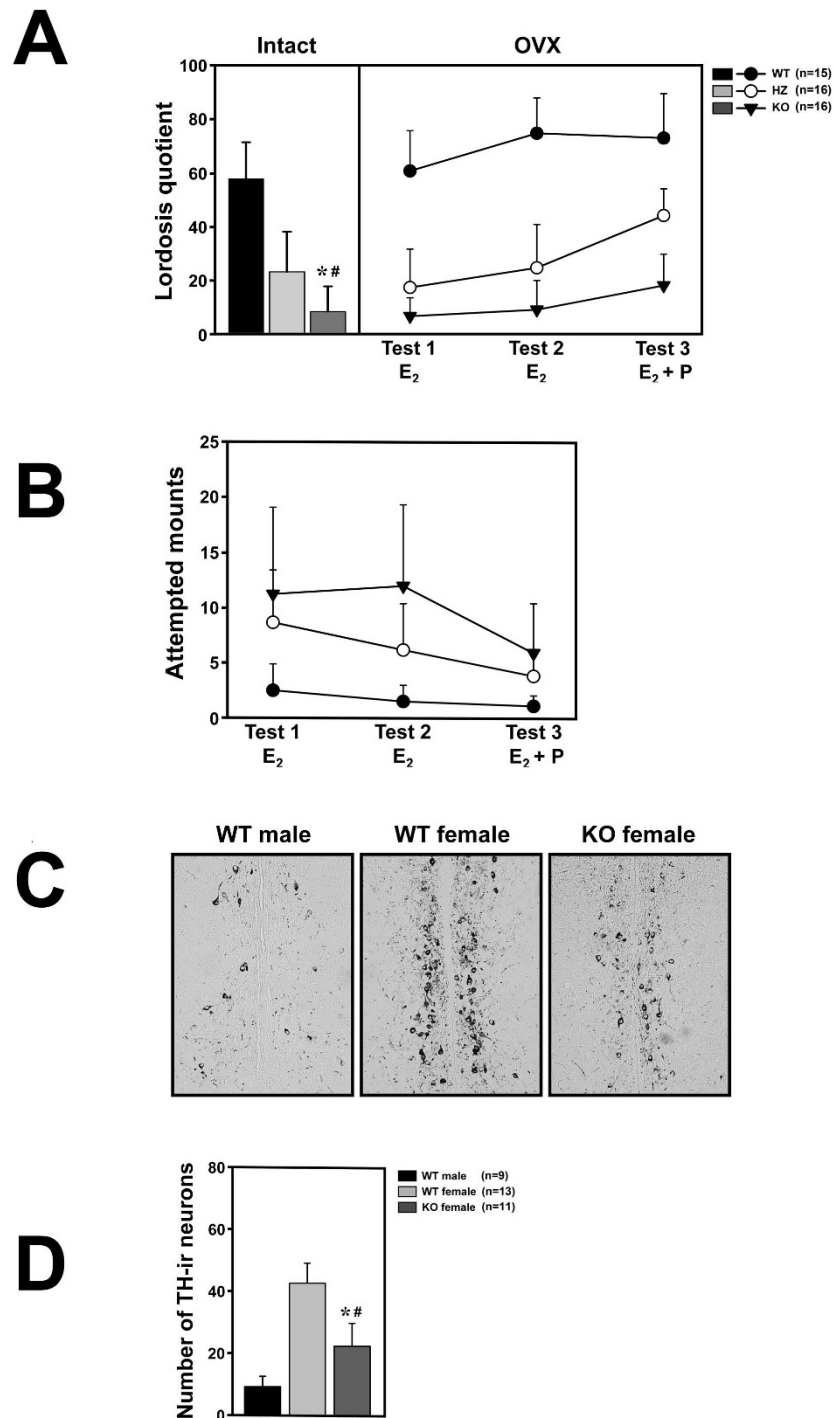 A
Intact
OVX
Lordosis quotient
100
80
60
40
20
0
*#
WT (n=15)
HZ (n=16)
KO (n=16)
Test 1 Test 2 Test 3
E₂ E₂ E₂ + P
B
Attempted mounts
25
20
15
10
5
0
Test 1 Test 2 Test 3
E₂ E₂ E₂ + P
C
WT male WT female KO female
D
Number of TH-ir neurons
80
60
40
20
0
*#
WT male (n=9)
WT female (n=13)
KO female (n=11)